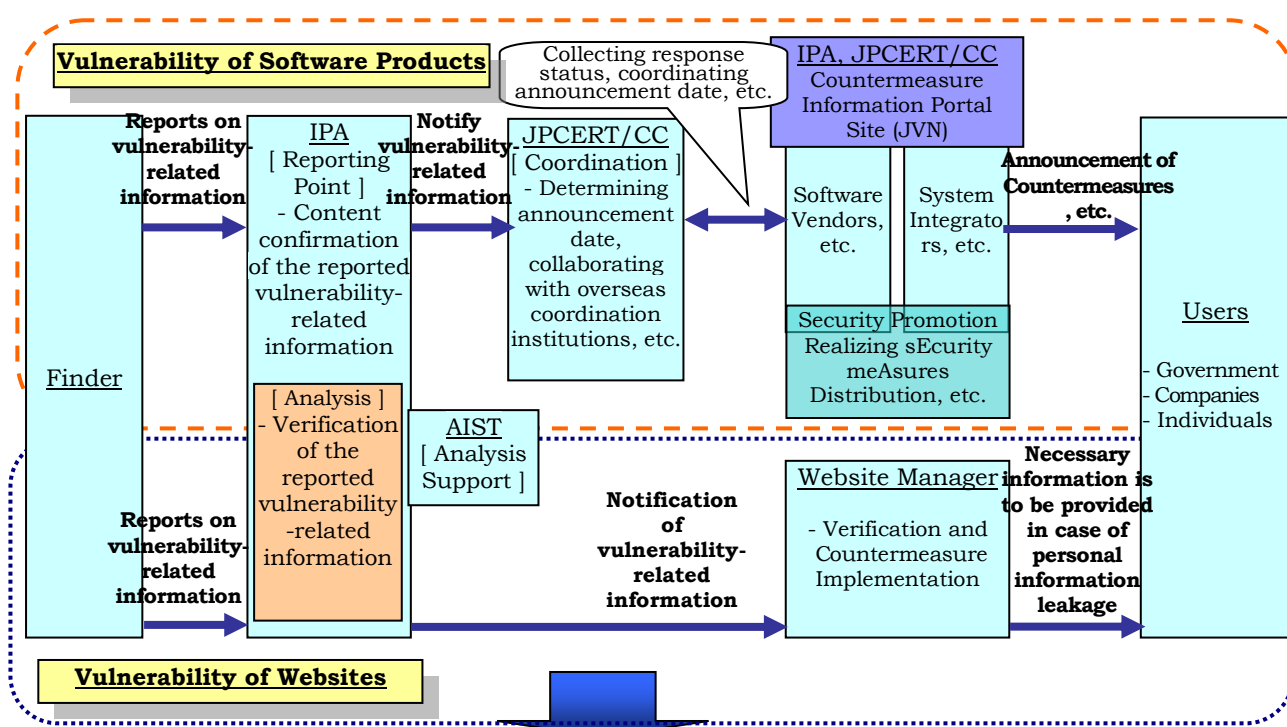 Vulnerability of Software Products
Collecting response
status, coordinating
announcement date, etc.
IPA, JPCERT/CC
Countermeasure
Information Portal
Site (JVN)
Finder
Reports on
vulnerability-
related
information
IPA
[ Reporting
Point ]
- Content
confirmation
of the reported
vulnerability-
related
information
[ Analysis ]
- Verification
of the
reported
vulnerability
-related
information
Notify
vulnerability-
related
information
JPCERT/CC
[ Coordination ]
- Determining
announcement
date,
collaborating
with overseas
coordination
institutions, etc.
AIST
[ Analysis
Support ]
Software
Vendors,
etc.
System
Integrato
rs, etc.
Security Promotion
Realizing sEcurity
meAsures
Distribution, etc.
Announcement of
Countermeasures
, etc.
Users
- Government
- Companies
- Individuals
Reports on
vulnerability-
related
information
Notification
of
vulnerability-
related
information
Website Manager
- Verification and
Countermeasure
Implementation
Necessary
information is
to be provided
in case of
personal
information
leakage
Vulnerability of Websites